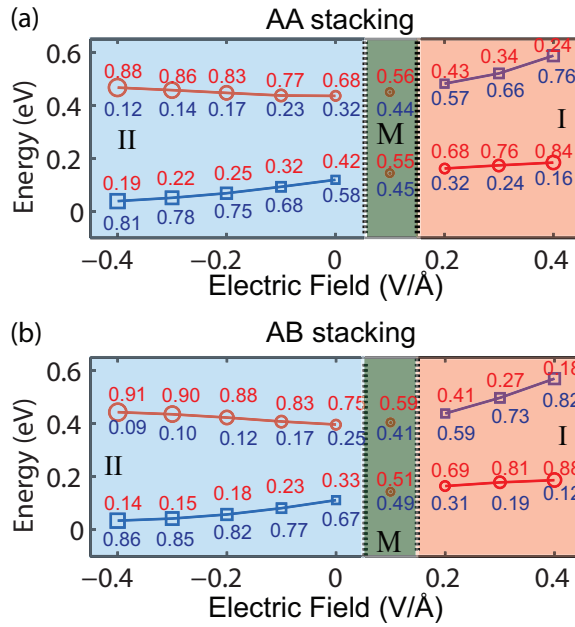 (a) AA stacking
0.6
0.88 0.86 0.83 0.77 0.68 0.56 0.43 0.34 0.24
0.12 0.14 0.17 0.23 0.32 0.44 0.57 0.66 0.76
0.4
II M I
0.19 0.22 0.25 0.32 0.42 0.55 0.68 0.76 0.84
0.81 0.78 0.75 0.68 0.58 0.45 0.32 0.24 0.16
0.2
0
Energy (eV)
−0.4 −0.2 0 0.2 0.4
Electric Field (V/Å)
(b) AB stacking
0.6
0.91 0.90 0.88 0.83 0.75 0.59 0.41 0.27 0.18
0.09 0.10 0.12 0.17 0.25 0.41 0.59 0.73 0.82
0.4
II I
0.14 0.15 0.18 0.23 0.33 0.51 0.69 0.81 0.88
0.86 0.85 0.82 0.77 0.67 0.49 0.31 0.19 0.12
0.2
0
M
Energy (eV)
−0.4 −0.2 0 0.2 0.4
Electric Field (V/Å)